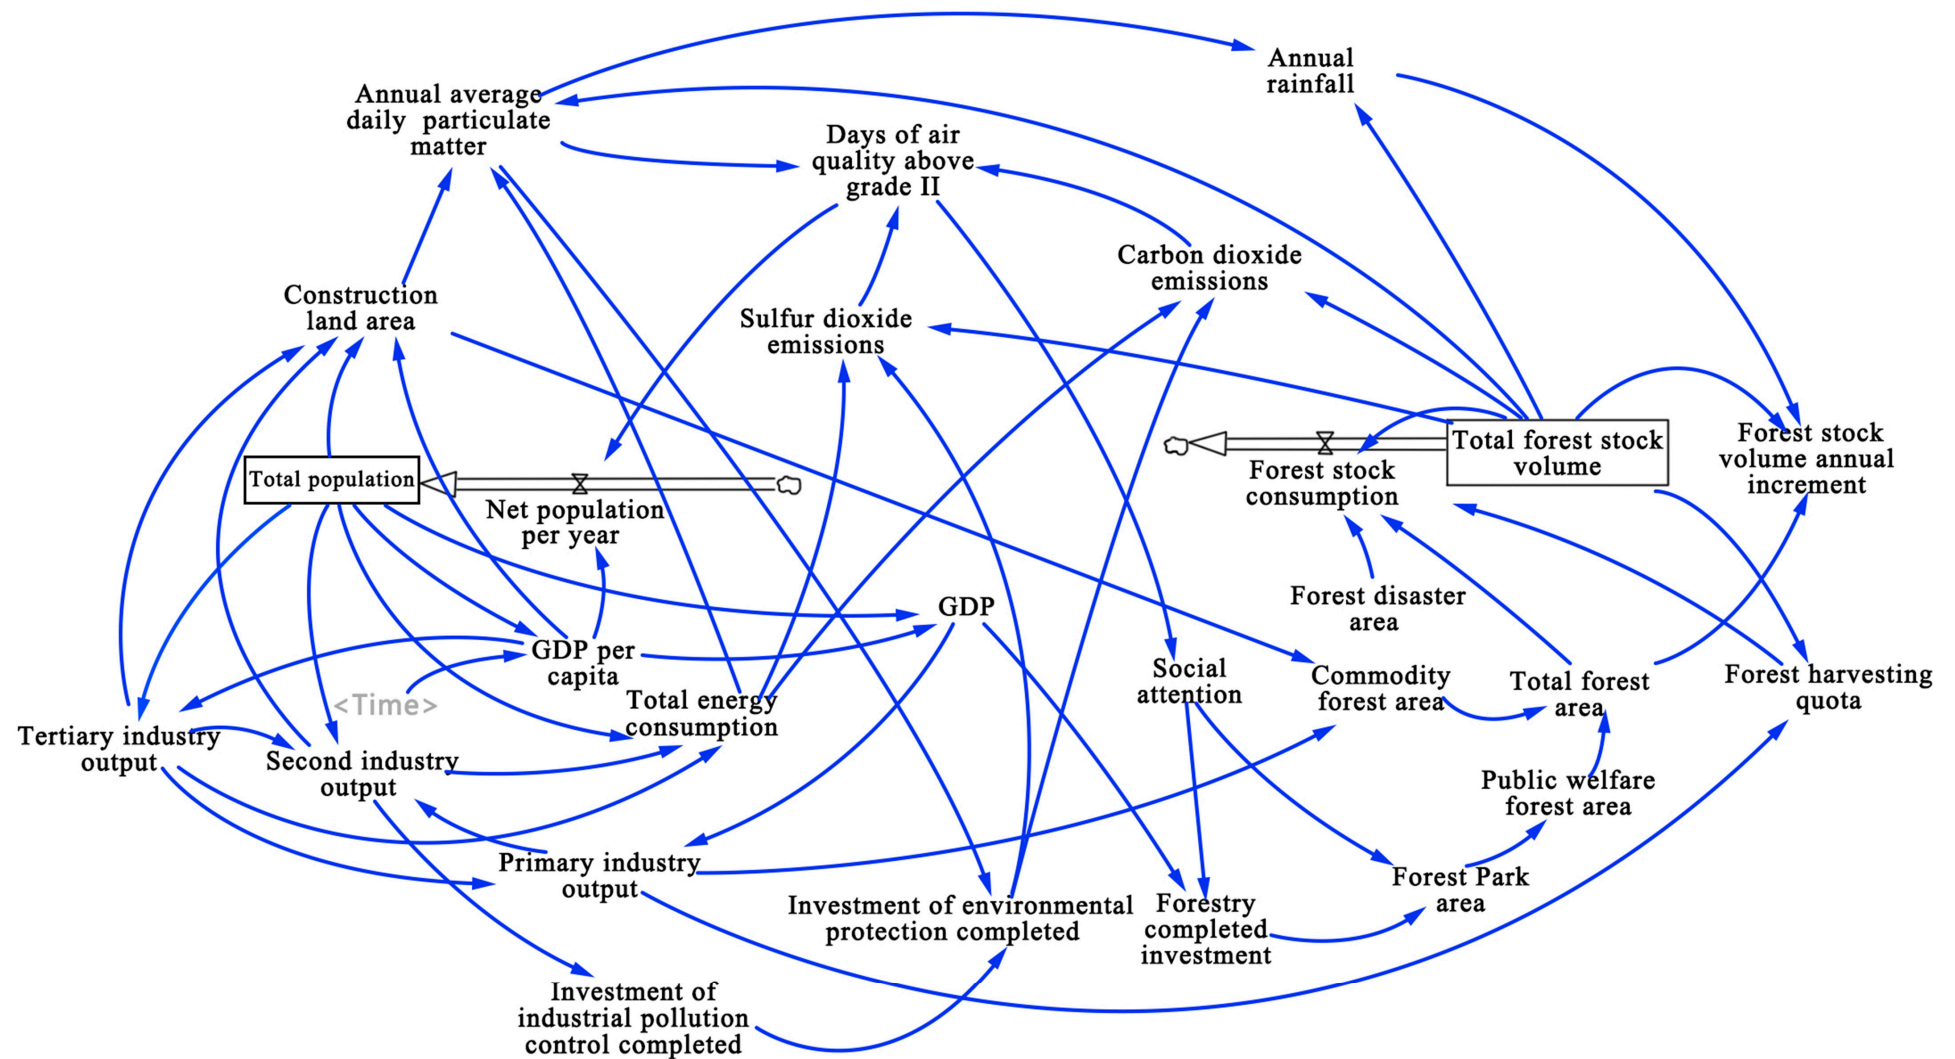 Annual
rainfall
Annual average
daily particulate
matter
Days of air
quality above
grade II
Carbon dioxide
emissions
Construction
land area
Sulfur dioxide
emissions
Total forest stock
volume
Forest stock
volume annual
increment
Total population
Forest stock
consumption
Net population
per year
Forest disaster
area
GDP
GDP per
capita
Social
attention
Commodity
forest area
Total forest
area
Forest harvesting
quota
<Time>
Total energy
consumption
Tertiary industry
output
Second industry
output
Public welfare
forest area
Primary industry
output
Forest Park
area
Investment of environmental
protection completed
Forestry
completed
investment
Investment of
industrial pollution
control completed